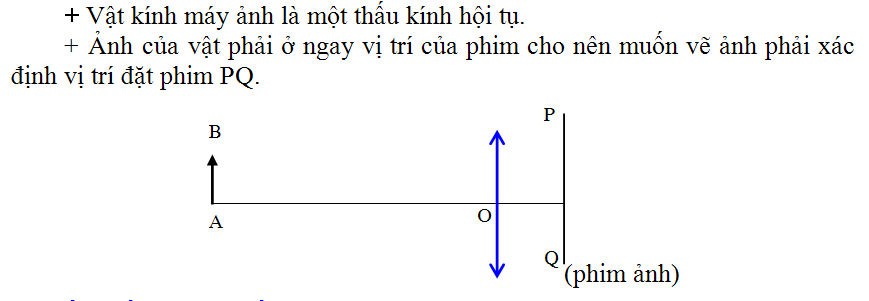 + Vật kính máy ảnh là một thấu kính hội tụ.
+ Ảnh của vật phải ở ngay vị trí của phim cho nên muốn vẽ ảnh phải xác
định vị trí đặt phim PQ.
P
B
O
A
Q
(phim ảnh)